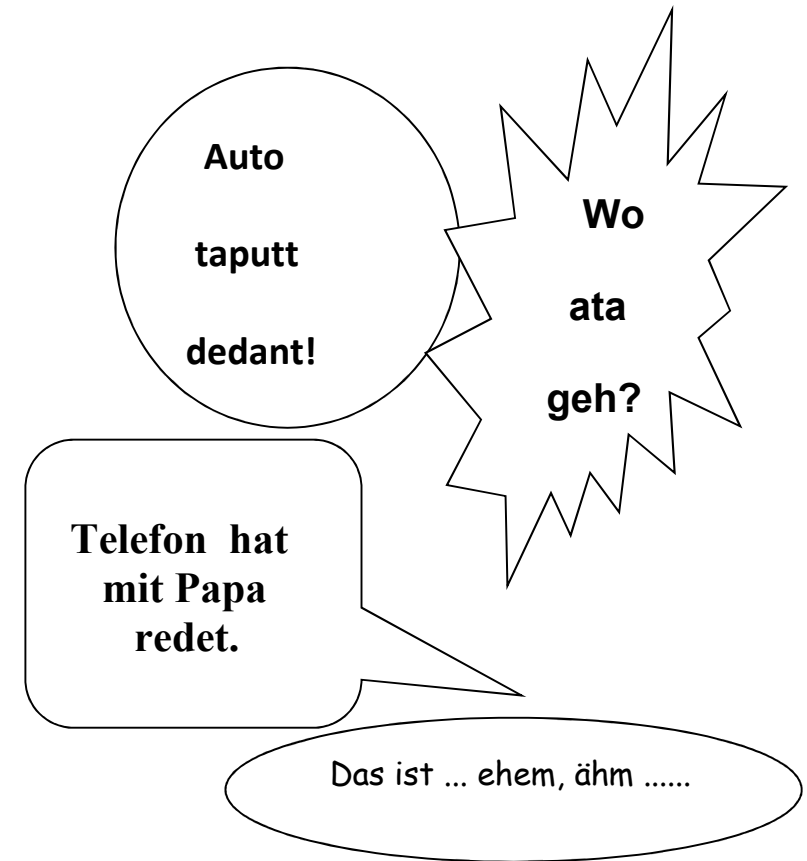 Auto
taputt
dedant!
Wo
ata
geh?
Telefon hat
mit Papa
redet.
Das ist ... ehem, ähm ......